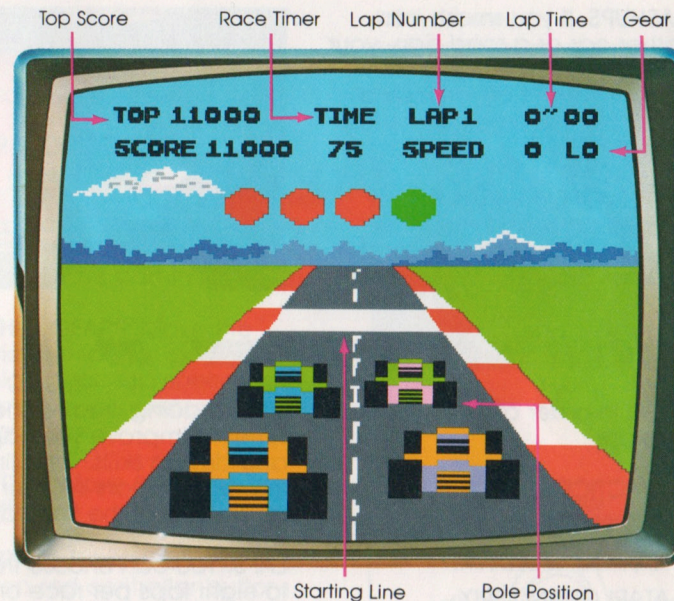 Top Score Race Timer Lap Number Lap Time Gear
TOP 11000 TIME LAP1 0"00
SCORE 11000 75 SPEED 0 LO
Starting Line Pole Position